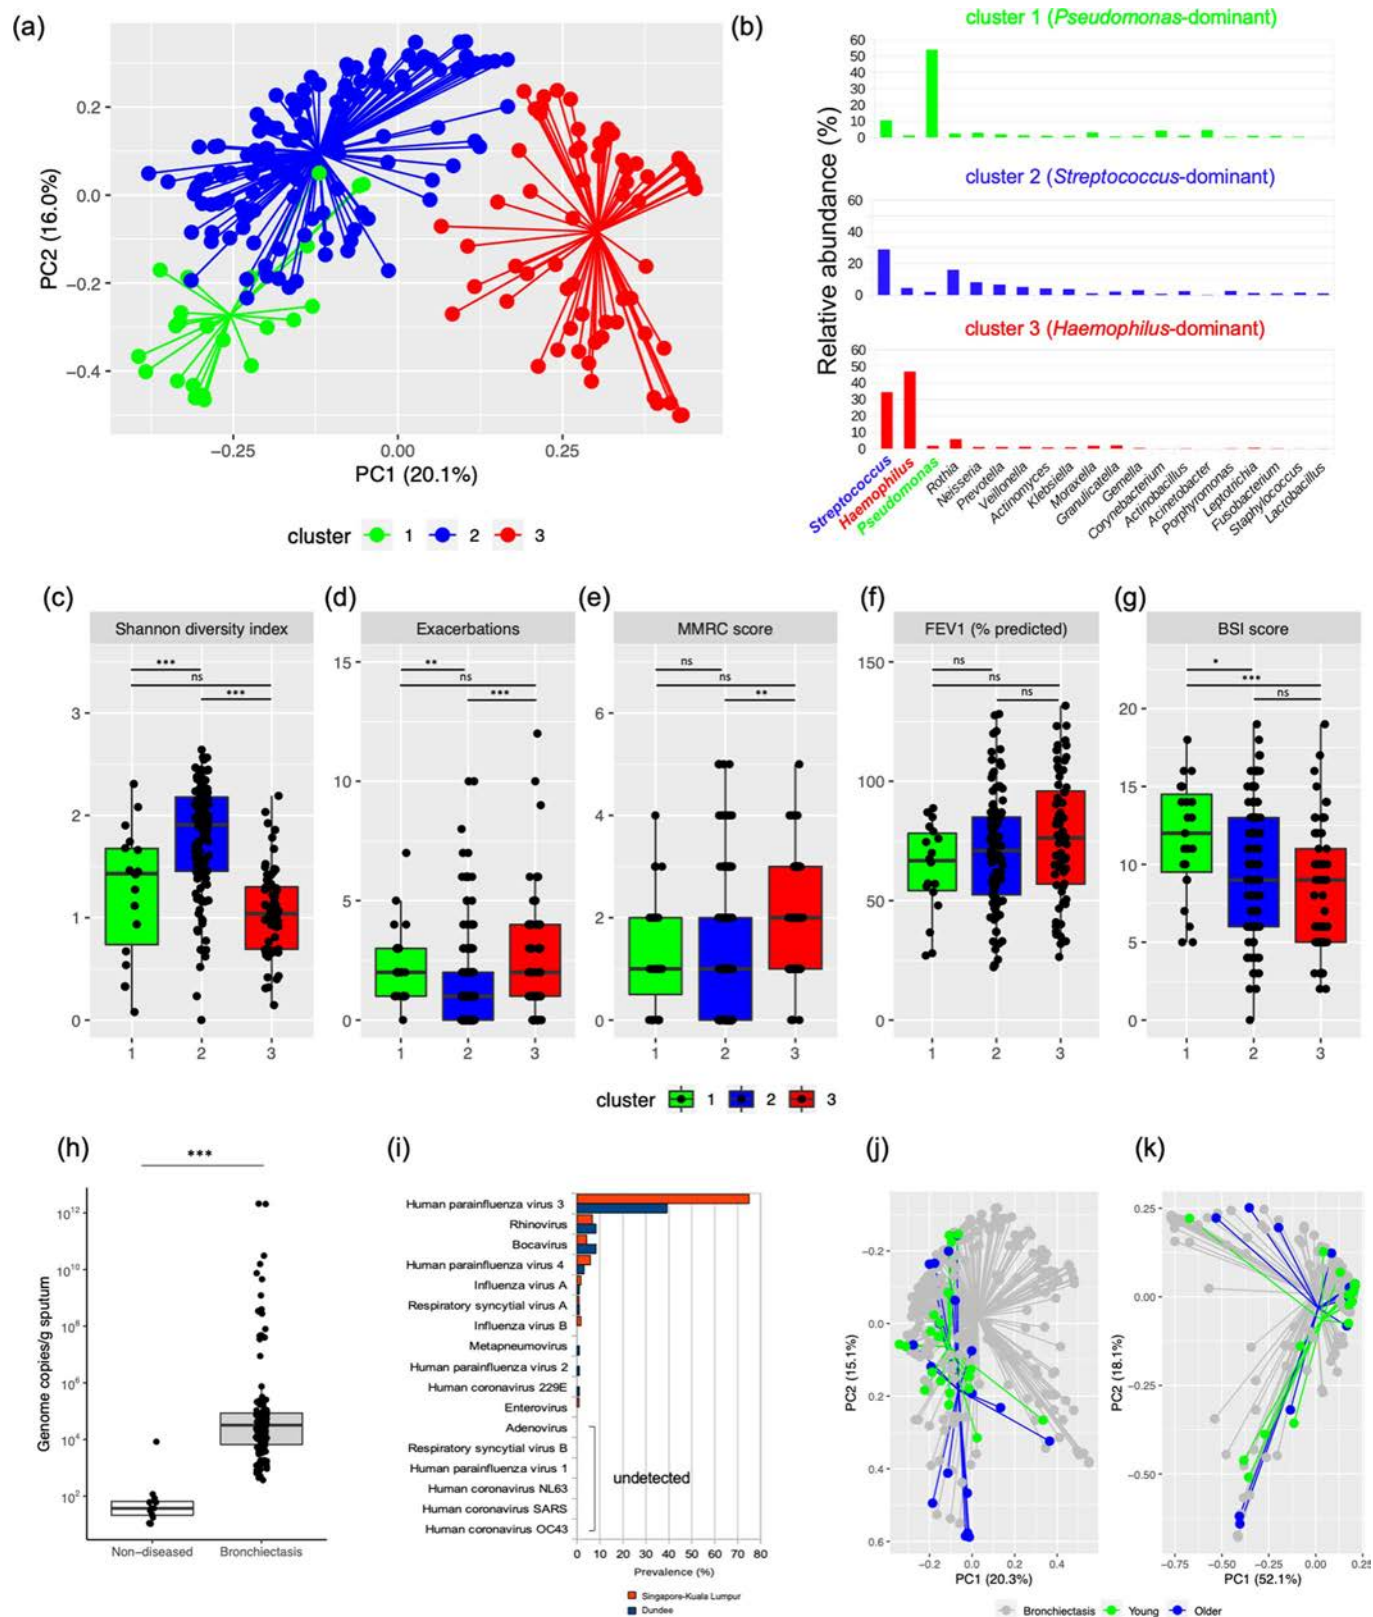 (a)
0.2
0.0
−0.2
−0.4
PC2 (16.0%)
−0.25
0.00
0.25
PC1 (20.1%)
cluster 1 2 3
(b)
cluster 1 (Pseudomonas-dominant)
60
50
40
30
20
10
0
cluster 2 (Streptococcus-dominant)
60
40
20
0
cluster 3 (Haemophilus-dominant)
60
50
40
30
20
10
0
Relative abundance (%)
Streptococcus
Haemophilus
Pseudomonas
Rothia
Neisseria
Prevotella
Veillonella
Actinomyces
Klebsiella
Moraxella
Granulicatella
Gemella
Corynebacterium
Actinobacillus
Acinetobacter
Porphyromonas
Leptotrichia
Fusobacterium
Staphylococcus
Lactobacillus
(c)
Shannon diversity index
***
ns
***
3
2
1
0
1 2 3
(d)
Exacerbations
**
ns
***
15
10
5
0
1 2 3
(e)
MMRC score
ns
ns
**
6
4
2
0
1 2 3
(f)
FEV1 (% predicted)
ns
ns
ns
150
100
50
0
1 2 3
(g)
BSI score
*
***
ns
20
15
10
5
0
1 2 3
cluster 1 2 3
(h)
***
10¹²
10¹⁰
10⁸
10⁶
10⁴
10²
Genome copies/g sputum
Non−diseased Bronchiectasis
(i)
Human parainfluenza virus 3
Rhinovirus
Bocavirus
Human parainfluenza virus 4
Influenza virus A
Respiratory syncytial virus A
Influenza virus B
Metapneumovirus
Human parainfluenza virus 2
Human coronavirus 229E
Enterovirus
Adenovirus
Respiratory syncytial virus B
Human parainfluenza virus 1
Human coronavirus NL63
Human coronavirus SARS
Human coronavirus OC43
undetected
0 10 20 30 40 50 60 70 80
Prevalence (%)
Singapore-Kuala Lumpur
Dundee
(j)
−0.2
0.0
0.2
0.4
0.6
PC2 (15.1%)
−0.2 0.0 0.2 0.4
PC1 (20.3%)
(k)
0.25
0.00
−0.25
−0.50
PC2 (18.1%)
−0.75 −0.50 −0.25 0.00 0.25
PC1 (52.1%)
Bronchiectasis Young Older